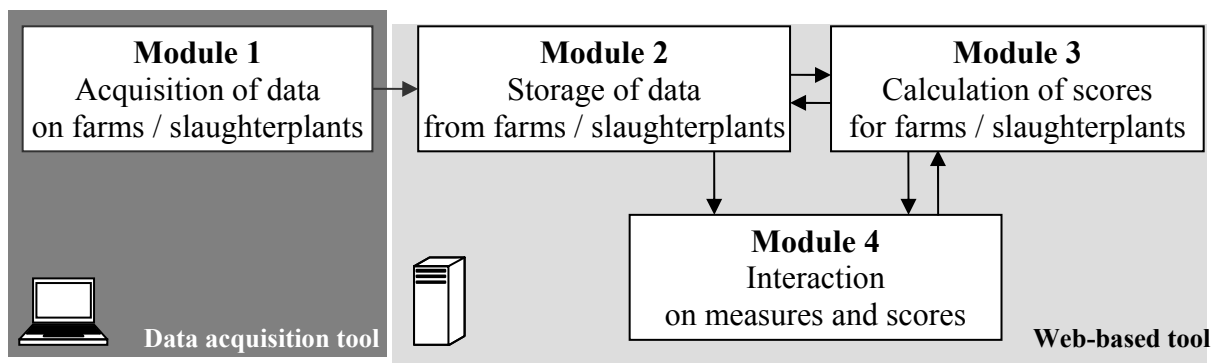 Module 1
Acquisition of data
on farms / slaughterplants
Module 2
Storage of data
from farms / slaughterplants
Module 3
Calculation of scores
for farms / slaughterplants
Module 4
Interaction
on measures and scores
Data acquisition tool
Web-based tool